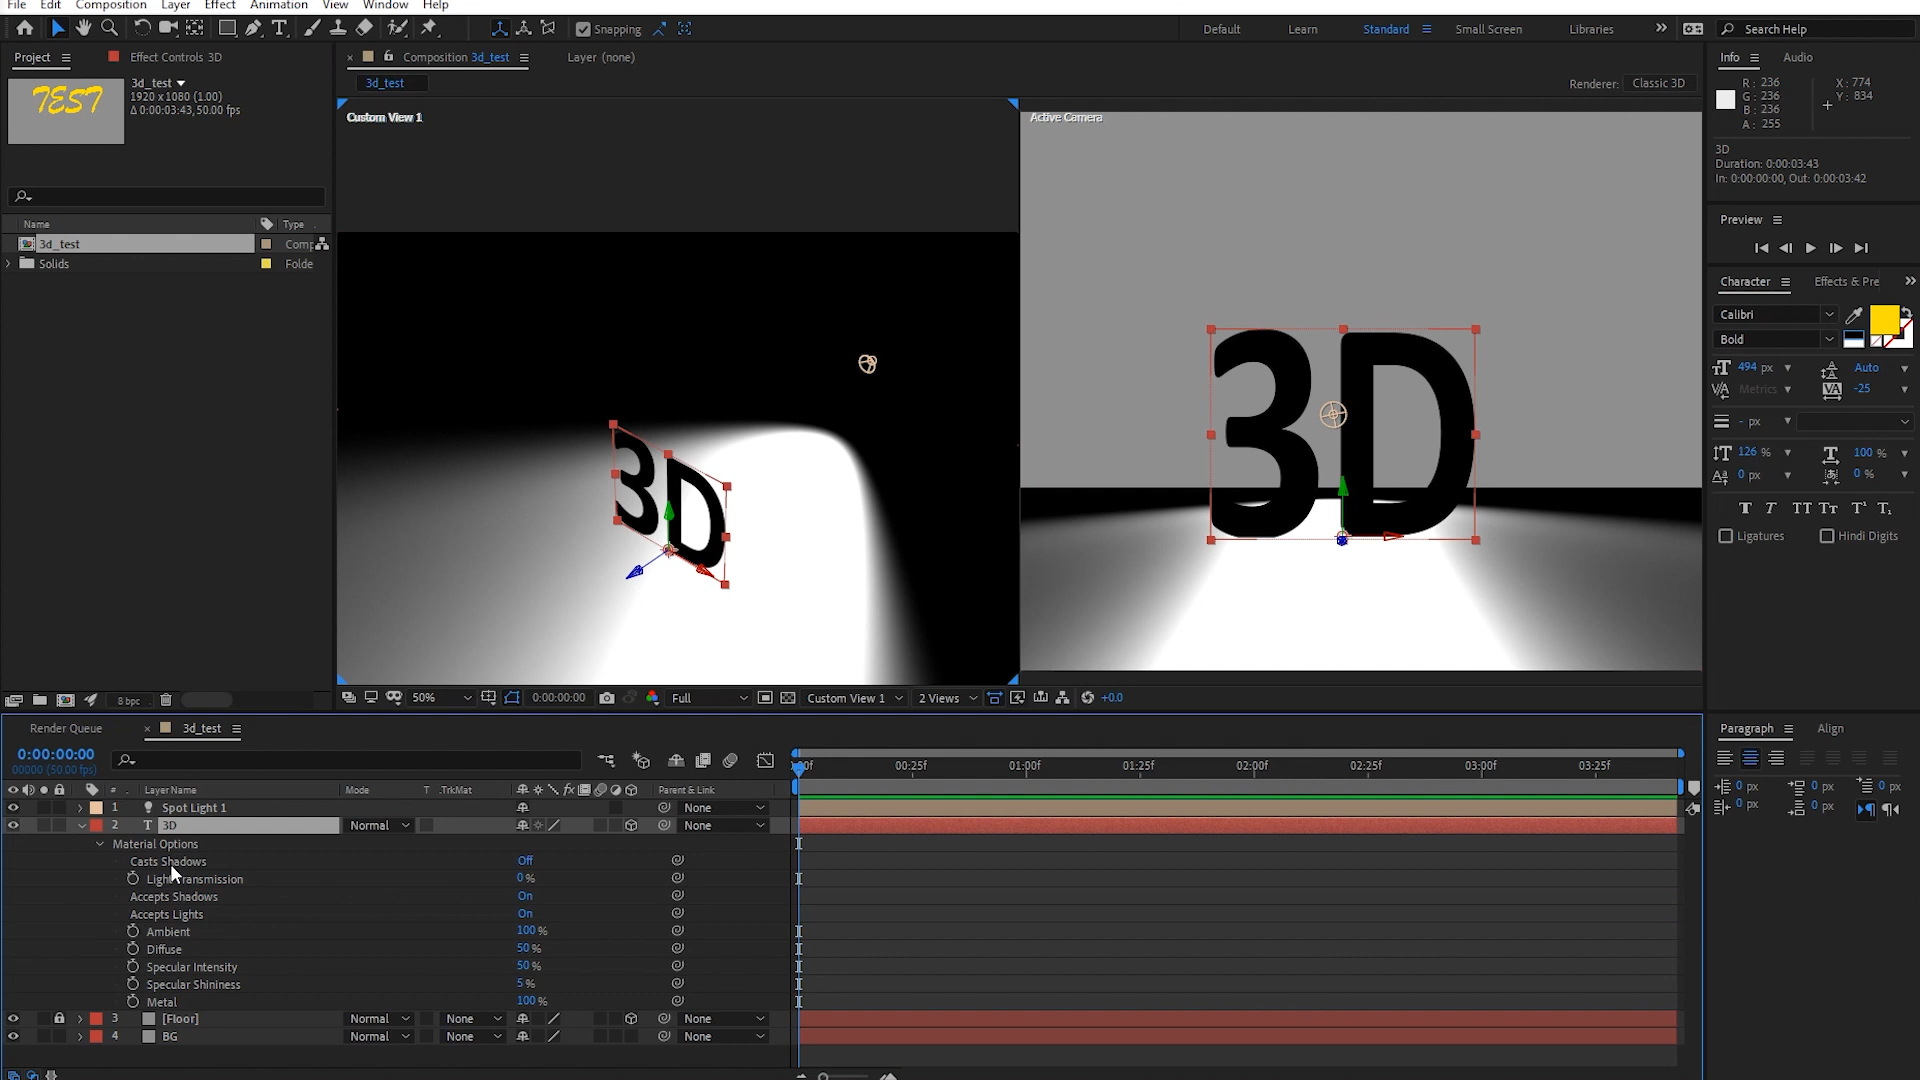 File Edit Composition Layer Effect Animation View Window Help
Snapping
Default Learn Standard Small Screen Libraries Search Help
Project Effect Controls 3D
TEST
3d_test
1920 x 1080 (1.00)
Δ 0:00:03:43, 50.00 fps
Name Type
3d_test Comp
Solids Folde
8 bpc
Composition 3d_test Layer (none)
3d_test Renderer: Classic 3D
Custom View 1
3D
Active Camera
3D
50% 0:00:00:00 Full Custom View 1 2 Views +0.0
Info Audio
R: 236 X: 774
G: 236 Y: 834
B: 236
A: 255
3D
Duration: 0:00:03:43
In: 0:00:00:00, Out: 0:00:03:42
Preview
Character Effects & Pre
Calibri
Bold
494 px Auto
Metrics -25
- px
126 % 100 %
0 px 0 %
T T TT Tт T¹ T₁
Ligatures Hindi Digits
Render Queue 3d_test
0:00:00:00
00000 (50.00 fps)
00:25f 01:00f 01:25f 02:00f 02:25f 03:00f 03:25f
# Layer Name Mode T .TrkMat fx Parent & Link
1 Spot Light 1 None
2 T 3D Normal None
Material Options
Casts Shadows Off
Light Transmission 0 %
Accepts Shadows On
Accepts Lights On
Ambient 100 %
Diffuse 50 %
Specular Intensity 50 %
Specular Shininess 5 %
Metal 100 %
3 [Floor] Normal None None
4 BG Normal None None
Paragraph Align
0 px 0 px 0 px
0 px 0 px